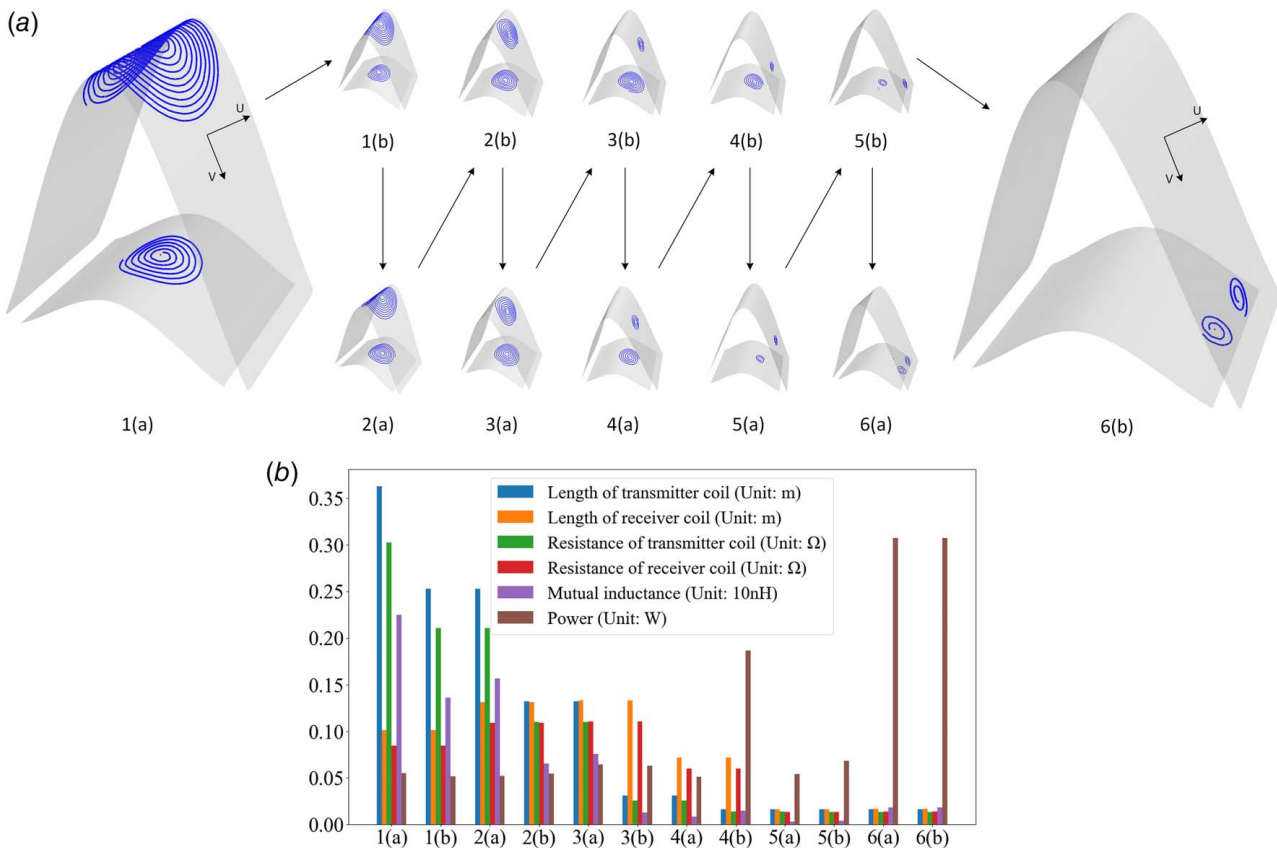 (a)
U
V
1(a)
1(b)
2(b)
3(b)
4(b)
5(b)
2(a)
3(a)
4(a)
5(a)
6(a)
U
V
6(b)
(b)
0.35
0.30
0.25
0.20
0.15
0.10
0.05
0.00
Length of transmitter coil (Unit: m)
Length of receiver coil (Unit: m)
Resistance of transmitter coil (Unit: Ω)
Resistance of receiver coil (Unit: Ω)
Mutual inductance (Unit: 10nH)
Power (Unit: W)
1(a) 1(b) 2(a) 2(b) 3(a) 3(b) 4(a) 4(b) 5(a) 5(b) 6(a) 6(b)